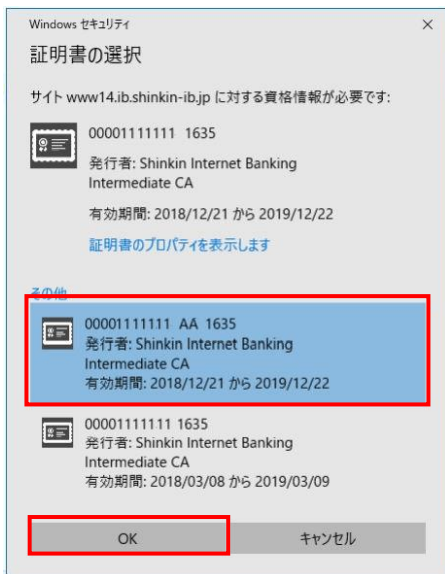 Windows セキュリティ
証明書の選択
サイト www14.ib.shinkin-ib.jp に対する資格情報が必要です:
00001111111 1635
発行者: Shinkin Internet Banking
Intermediate CA
有効期間: 2018/12/21 から 2019/12/22
証明書のプロパティを表示します
その他
00001111111 AA 1635
発行者: Shinkin Internet Banking
Intermediate CA
有効期間: 2018/12/21 から 2019/12/22
00001111111 1635
発行者: Shinkin Internet Banking
Intermediate CA
有効期間: 2018/03/08 から 2019/03/09
OK
キャンセル